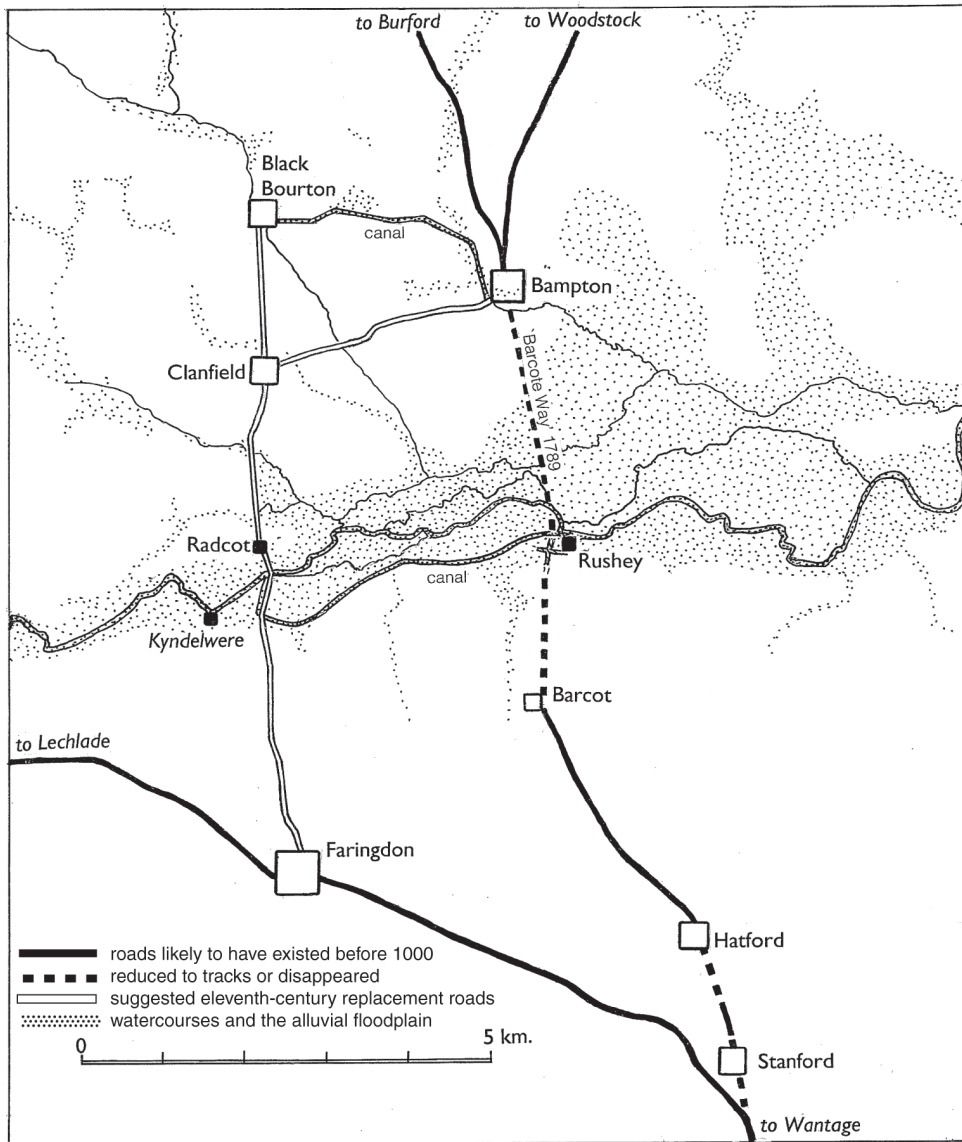 to Burford
to Woodstock
Black
Bourton
canal
Bampton
Clanfield
'Barcote Way' 1789
Radcot
Rushey
canal
Kyndelwere
Barcot
to Lechlade
Faringdon
Hatford
roads likely to have existed before 1000
reduced to tracks or disappeared
suggested eleventh-century replacement roads
watercourses and the alluvial floodplain
0
5 km.
Stanford
to Wantage